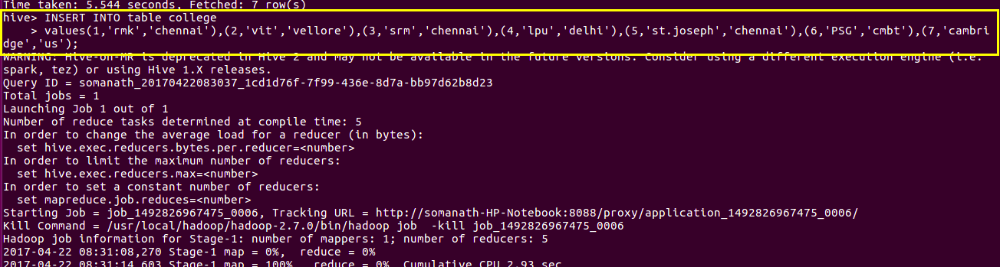 Time taken: 5.544 seconds, Fetched: 7 row(s)
hive> INSERT INTO table college
    > values(1,'rmk','chennai'),(2,'vit','vellore'),(3,'srm','chennai'),(4,'lpu','delhi'),(5,'st.joseph','chennai'),(6,'PSG','cmbt'),(7,'cambri
dge','us');
WARNING: Hive-on-MR is deprecated in Hive 2 and may not be available in the future versions. Consider using a different execution engine (i.e.
spark, tez) or using Hive 1.X releases.
Query ID = somanath_20170422083037_1cd1d76f-7f99-436e-8d7a-bb97d62b8d23
Total jobs = 1
Launching Job 1 out of 1
Number of reduce tasks determined at compile time: 5
In order to change the average load for a reducer (in bytes):
  set hive.exec.reducers.bytes.per.reducer=<number>
In order to limit the maximum number of reducers:
  set hive.exec.reducers.max=<number>
In order to set a constant number of reducers:
  set mapreduce.job.reduces=<number>
Starting Job = job_1492826967475_0006, Tracking URL = http://somanath-HP-Notebook:8088/proxy/application_1492826967475_0006/
Kill Command = /usr/local/hadoop/hadoop-2.7.0/bin/hadoop job  -kill job_1492826967475_0006
Hadoop job information for Stage-1: number of mappers: 1; number of reducers: 5
2017-04-22 08:31:08,270 Stage-1 map = 0%,  reduce = 0%
2017-04-22 08:31:14,603 Stage-1 map = 100%,  reduce = 0%, Cumulative CPU 2.93 sec